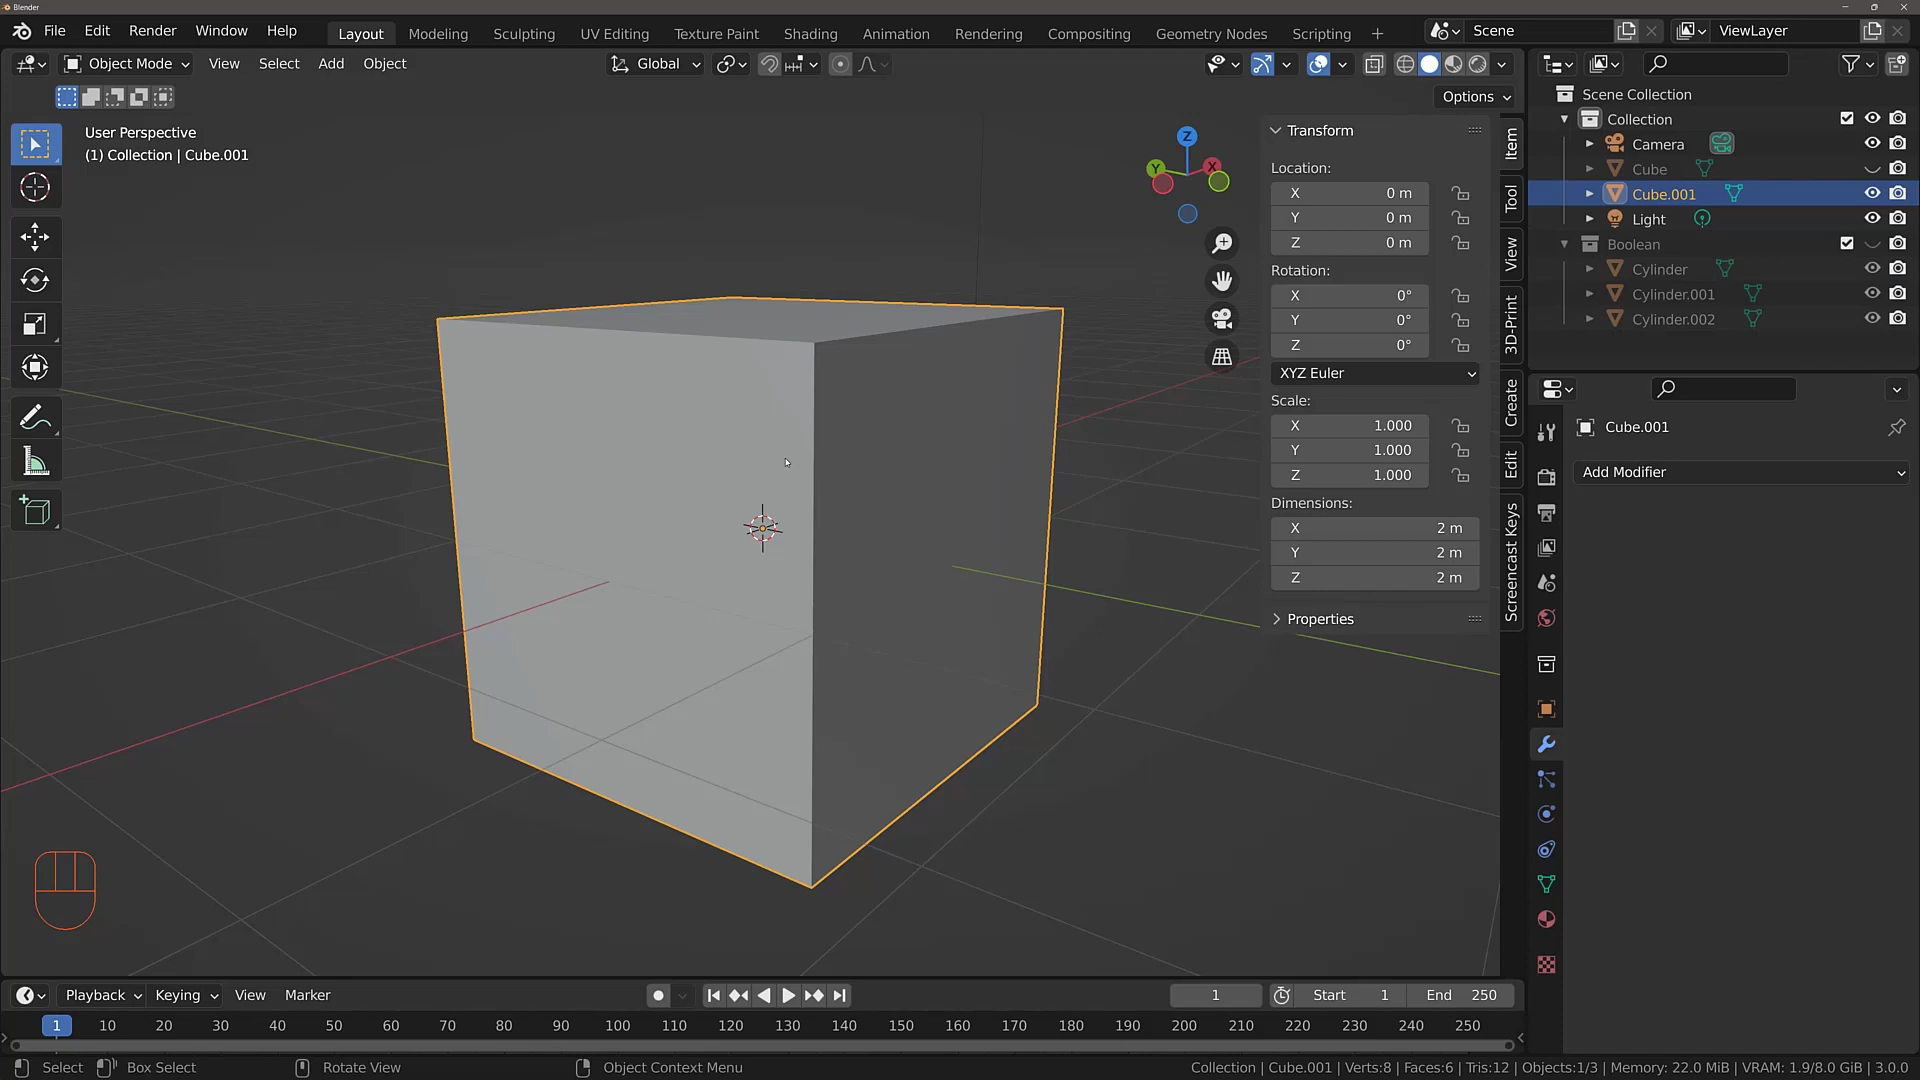 Blender
File Edit Render Window Help Layout Modeling Sculpting UV Editing Texture Paint Shading Animation Rendering Compositing Geometry Nodes Scripting + Scene ViewLayer
Object Mode View Select Add Object Global
Options
User Perspective
(1) Collection | Cube.001
Z
Y
X
Transform
Location:
X 0 m
Y 0 m
Z 0 m
Rotation:
X 0°
Y 0°
Z 0°
XYZ Euler
Scale:
X 1.000
Y 1.000
Z 1.000
Dimensions:
X 2 m
Y 2 m
Z 2 m
Properties
Item
Tool
View
3D-Print
Create
Edit
Screencast Keys
Scene Collection
Collection
Camera
Cube
Cube.001
Light
Boolean
Cylinder
Cylinder.001
Cylinder.002
Cube.001
Add Modifier
Playback Keying View Marker 1 Start 1 End 250
1 10 20 30 40 50 60 70 80 90 100 110 120 130 140 150 160 170 180 190 200 210 220 230 240 250
Select Box Select Rotate View Object Context Menu Collection | Cube.001 | Verts:8 | Faces:6 | Tris:12 | Objects:1/3 | Memory: 22.0 MiB | VRAM: 1.9/8.0 GiB | 3.0.0